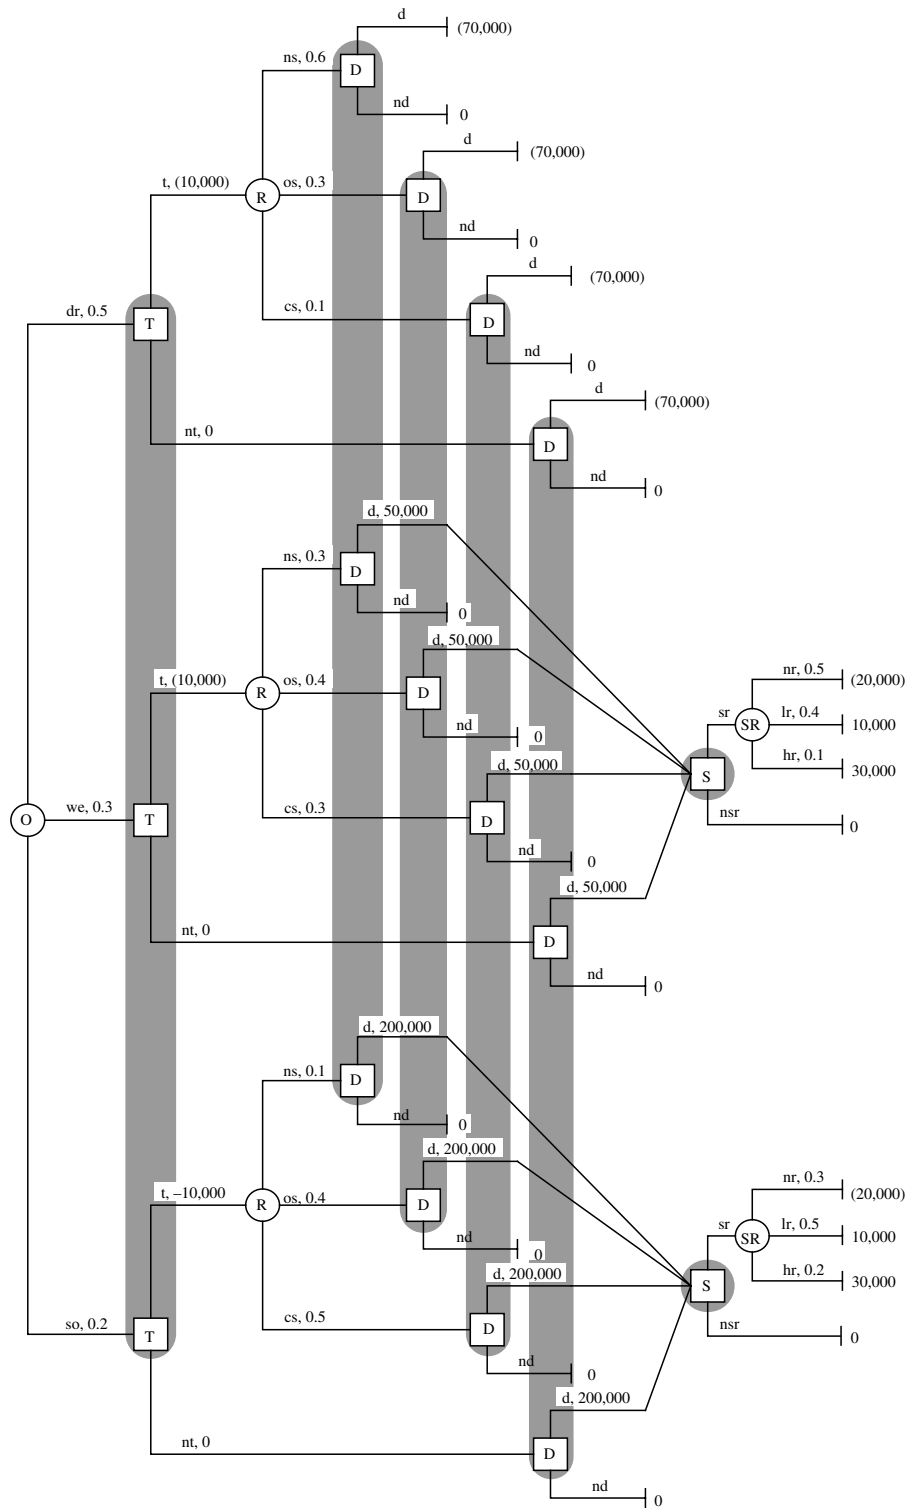 d
(70,000)
ns, 0.6
D
nd
0
d
(70,000)
t, (10,000)
R
os, 0.3
D
nd
0
d
(70,000)
dr, 0.5
T
cs, 0.1
D
nd
0
d
(70,000)
nt, 0
D
nd
0
d, 50,000
ns, 0.3
D
nd
0
d, 50,000
t, (10,000)
R
os, 0.4
D
nd
0
nr, 0.5
(20,000)
sr
SR
lr, 0.4
10,000
hr, 0.1
30,000
d, 50,000
S
O
we, 0.3
T
cs, 0.3
D
nsr
0
nd
0
d, 50,000
nt, 0
D
nd
0
d, 200,000
ns, 0.1
D
nd
0
d, 200,000
t, –10,000
R
os, 0.4
D
nd
0
nr, 0.3
(20,000)
sr
SR
lr, 0.5
10,000
hr, 0.2
30,000
d, 200,000
S
so, 0.2
T
cs, 0.5
D
nsr
0
nd
0
d, 200,000
nt, 0
D
nd
0